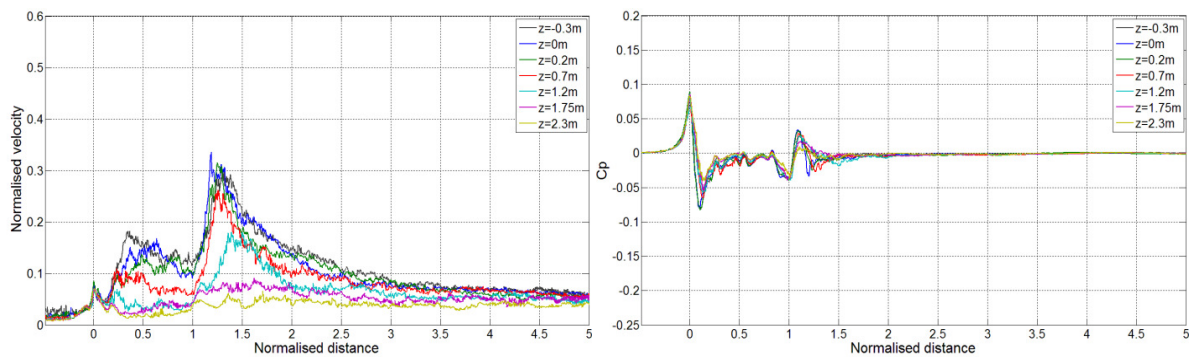 0.6
0.5
0.4
0.3
0.2
0.1
0
Normalised velocity
0 0.5 1 1.5 2 2.5 3 3.5 4 4.5 5
Normalised distance
z=-0.3m
z=0m
z=0.2m
z=0.7m
z=1.2m
z=1.75m
z=2.3m
0.2
0.15
0.1
0.05
0
-0.05
-0.1
-0.15
-0.2
-0.25
Cp
0 0.5 1 1.5 2 2.5 3 3.5 4 4.5 5
Normalised distance
z=-0.3m
z=0m
z=0.2m
z=0.7m
z=1.2m
z=1.75m
z=2.3m